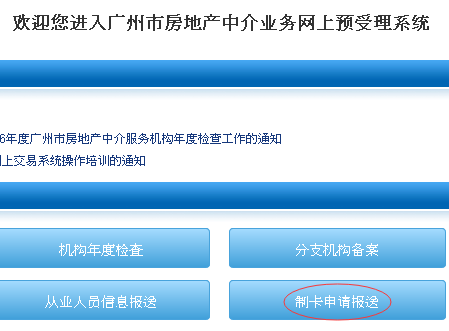 欢迎您进入广州市房地产中介业务网上预受理系统
6年度广州市房地产中介服务机构年度检查工作的通知
上交易系统操作培训的通知
机构年度检查
分支机构备案
从业人员信息报送
制卡申请报送